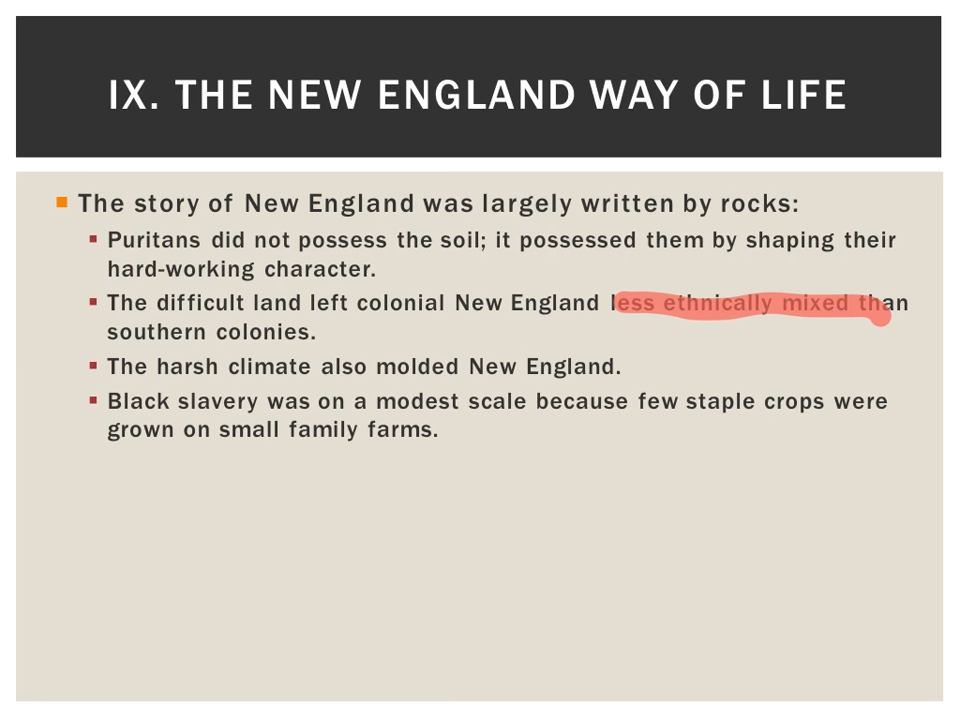 IX. THE NEW ENGLAND WAY OF LIFE
The story of New England was largely written by rocks:
Puritans did not possess the soil; it possessed them by shaping their
hard-working character.
The difficult land left colonial New England less ethnically mixed than
southern colonies.
The harsh climate also molded New England.
Black slavery was on a modest scale because few staple crops were
grown on small family farms.